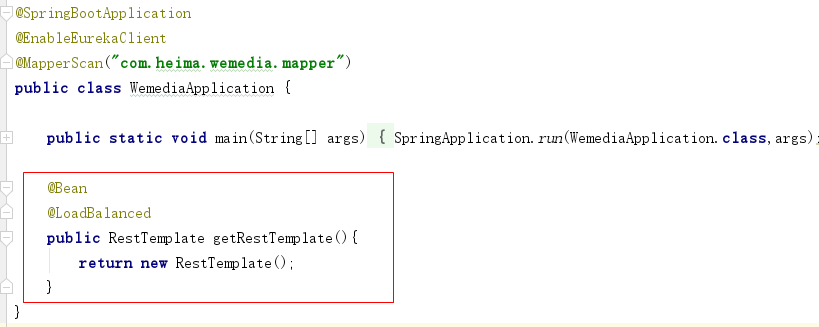 @SpringBootApplication
@EnableEurekaClient
@MapperScan("com.heima.wemedia.mapper")
public class WemediaApplication {
public static void main(String[] args) { SpringApplication.run(WemediaApplication.class,args);
@Bean
@LoadBalanced
public RestTemplate getRestTemplate(){
return new RestTemplate();
}
}